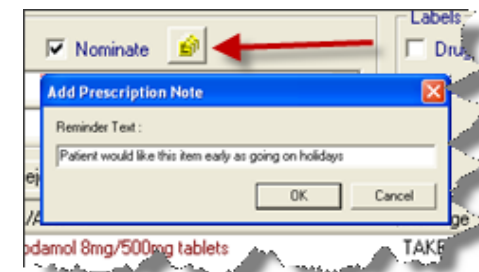 Labels
Nominate
Drug
Add Prescription Note
Reminder Text :
Patient would like this item early as going on holidays
OK Cancel
odamol 8mg/500mg tablets TAKE